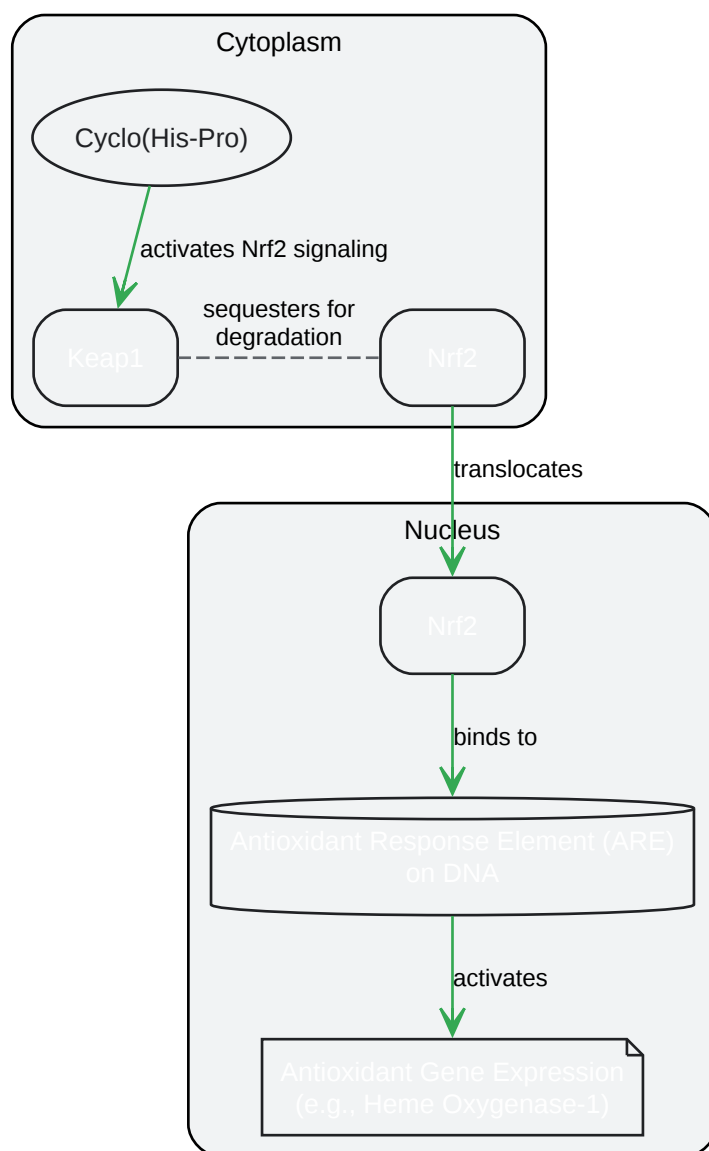 Cytoplasm
Cyclo(His-Pro)
activates Nrf2 signaling
sequesters for
degradation
Keap1
Nrf2
translocates
Nucleus
Nrf2
binds to
Antioxidant Response Element (ARE)
on DNA
activates
Antioxidant Gene Expression
(e.g., Heme Oxygenase-1)